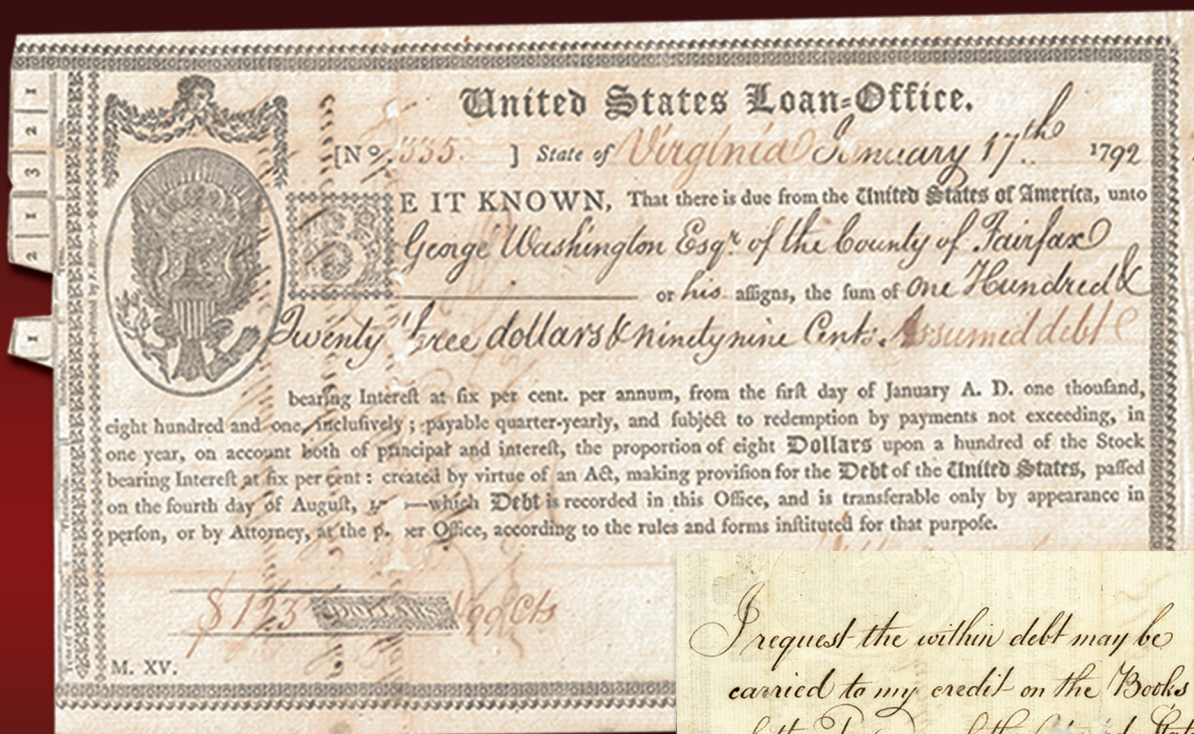 United States Loan-Office.
[No. 335. ] State of Virginia January 17th 1792
BE IT KNOWN, That there is due from the United States of America, unto
George Washington Esqr. of the County of Fairfax
or his assigns, the sum of one Hundred &
Twenty three dollars & ninety nine Cents. Assumed debt
bearing Interest at six per cent. per annum, from the first day of January A. D. one thousand,
eight hundred and one, inclusively; payable quarter-yearly, and subject to redemption by payments not exceeding, in
one year, on account both of principal and interest, the proportion of eight Dollars upon a hundred of the Stock
bearing Interest at six per cent: created by virtue of an Act, making provision for the Debt of the United States, passed
on the fourth day of August, —which Debt is recorded in this Office, and is transferable only by appearance in
person, or by Attorney, at the Office, according to the rules and forms instituted for that purpose.
$ 123 DOLLARS 99 Cts
M. XV.
1
2
3
1
2
1
I request the within debt may be
carried to my credit on the Books